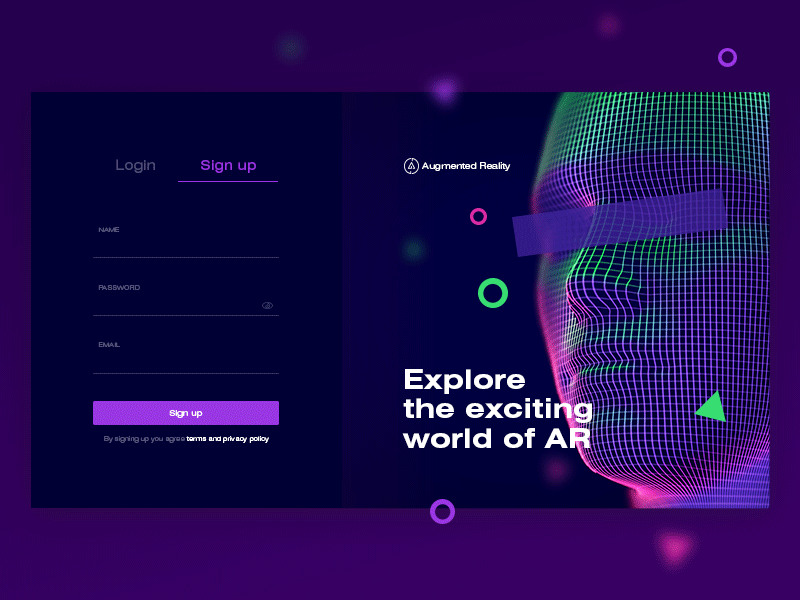 Login
Sign up
NAME
PASSWORD
EMAIL
Sign up
By signing up you agree terms and privacy policy
Augmented Reality
Explore
the exciting
world of AR